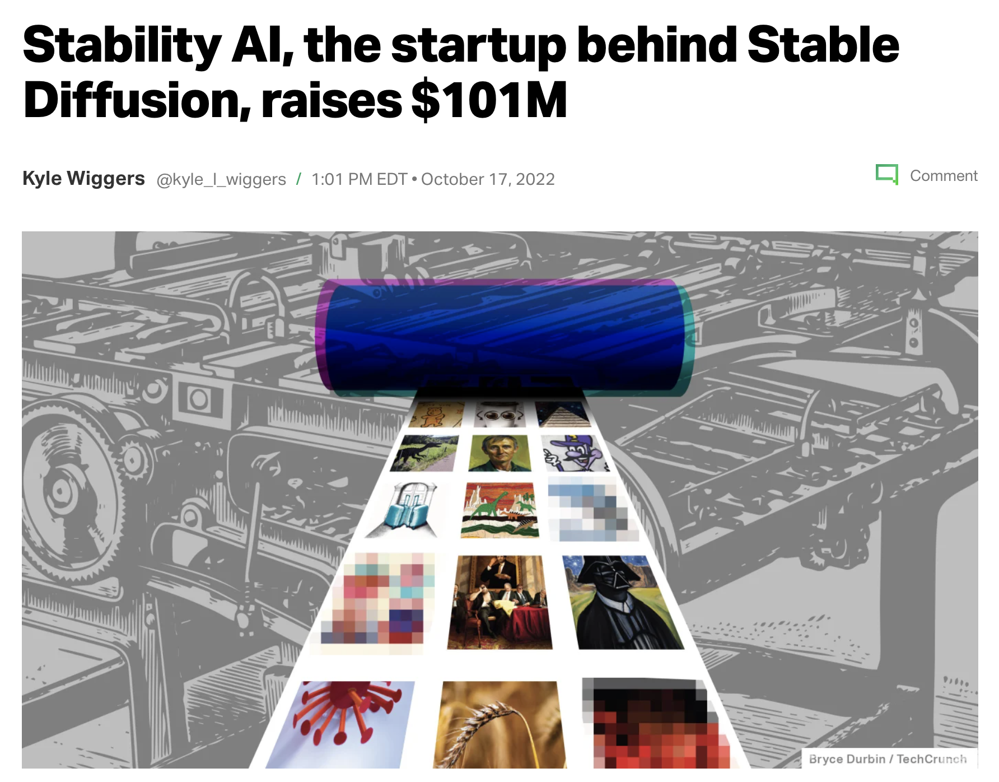 Stability AI, the startup behind Stable
Diffusion, raises $101M
Kyle Wiggers @kyle_l_wiggers / 1:01 PM EDT • October 17, 2022
Comment
Bryce Durbin / TechCrunch